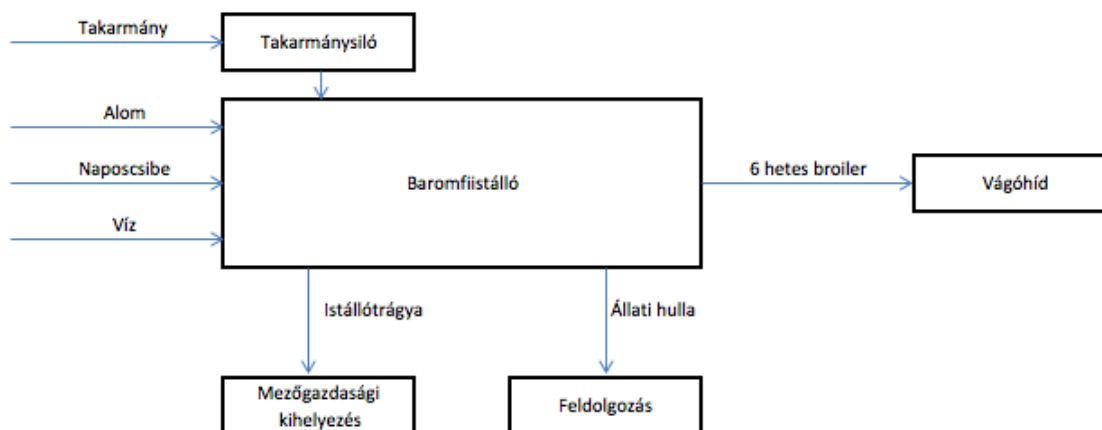 Takarmány
Takarmánysiló
Alom
Naposcsibe
Baromfiistálló
6 hetes broiler
Vágóhíd
Víz
Istállótrágya
Állati hulla
Mezőgazdasági
kihelyezés
Feldolgozás